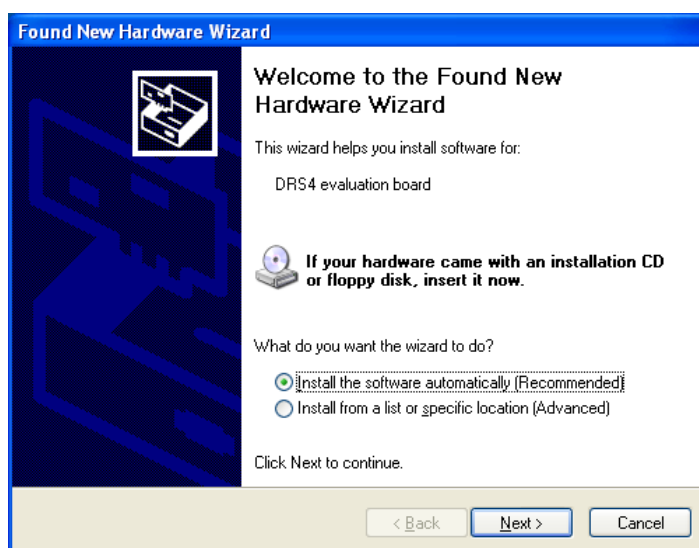 Found New Hardware Wizard
Welcome to the Found New
Hardware Wizard
This wizard helps you install software for:
DRS4 evaluation board
If your hardware came with an installation CD
or floppy disk, insert it now.
What do you want the wizard to do?
Install the software automatically (Recommended)
Install from a list or specific location (Advanced)
Click Next to continue.
< Back Next > Cancel